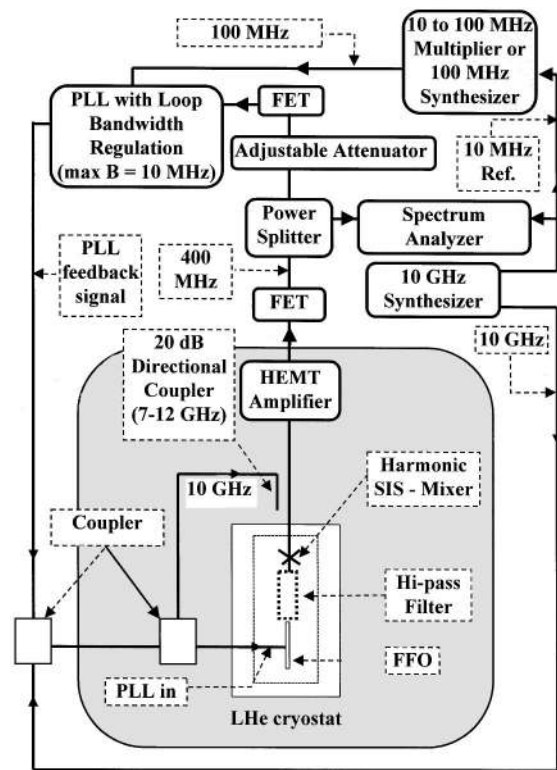 100 MHz
10 to 100 MHz
Multiplier or
100 MHz
Synthesizer
PLL with Loop
Bandwidth
Regulation
(max B = 10 MHz)
FET
Adjustable Attenuator
10 MHz
Ref.
Power
Splitter
Spectrum
Analyzer
PLL
feedback
signal
400
MHz
10 GHz
Synthesizer
FET
20 dB
Directional
Coupler
(7-12 GHz)
HEMT
Amplifier
10 GHz
Harmonic
SIS - Mixer
10 GHz
Coupler
Hi-pass
Filter
FFO
PLL in
LHe cryostat